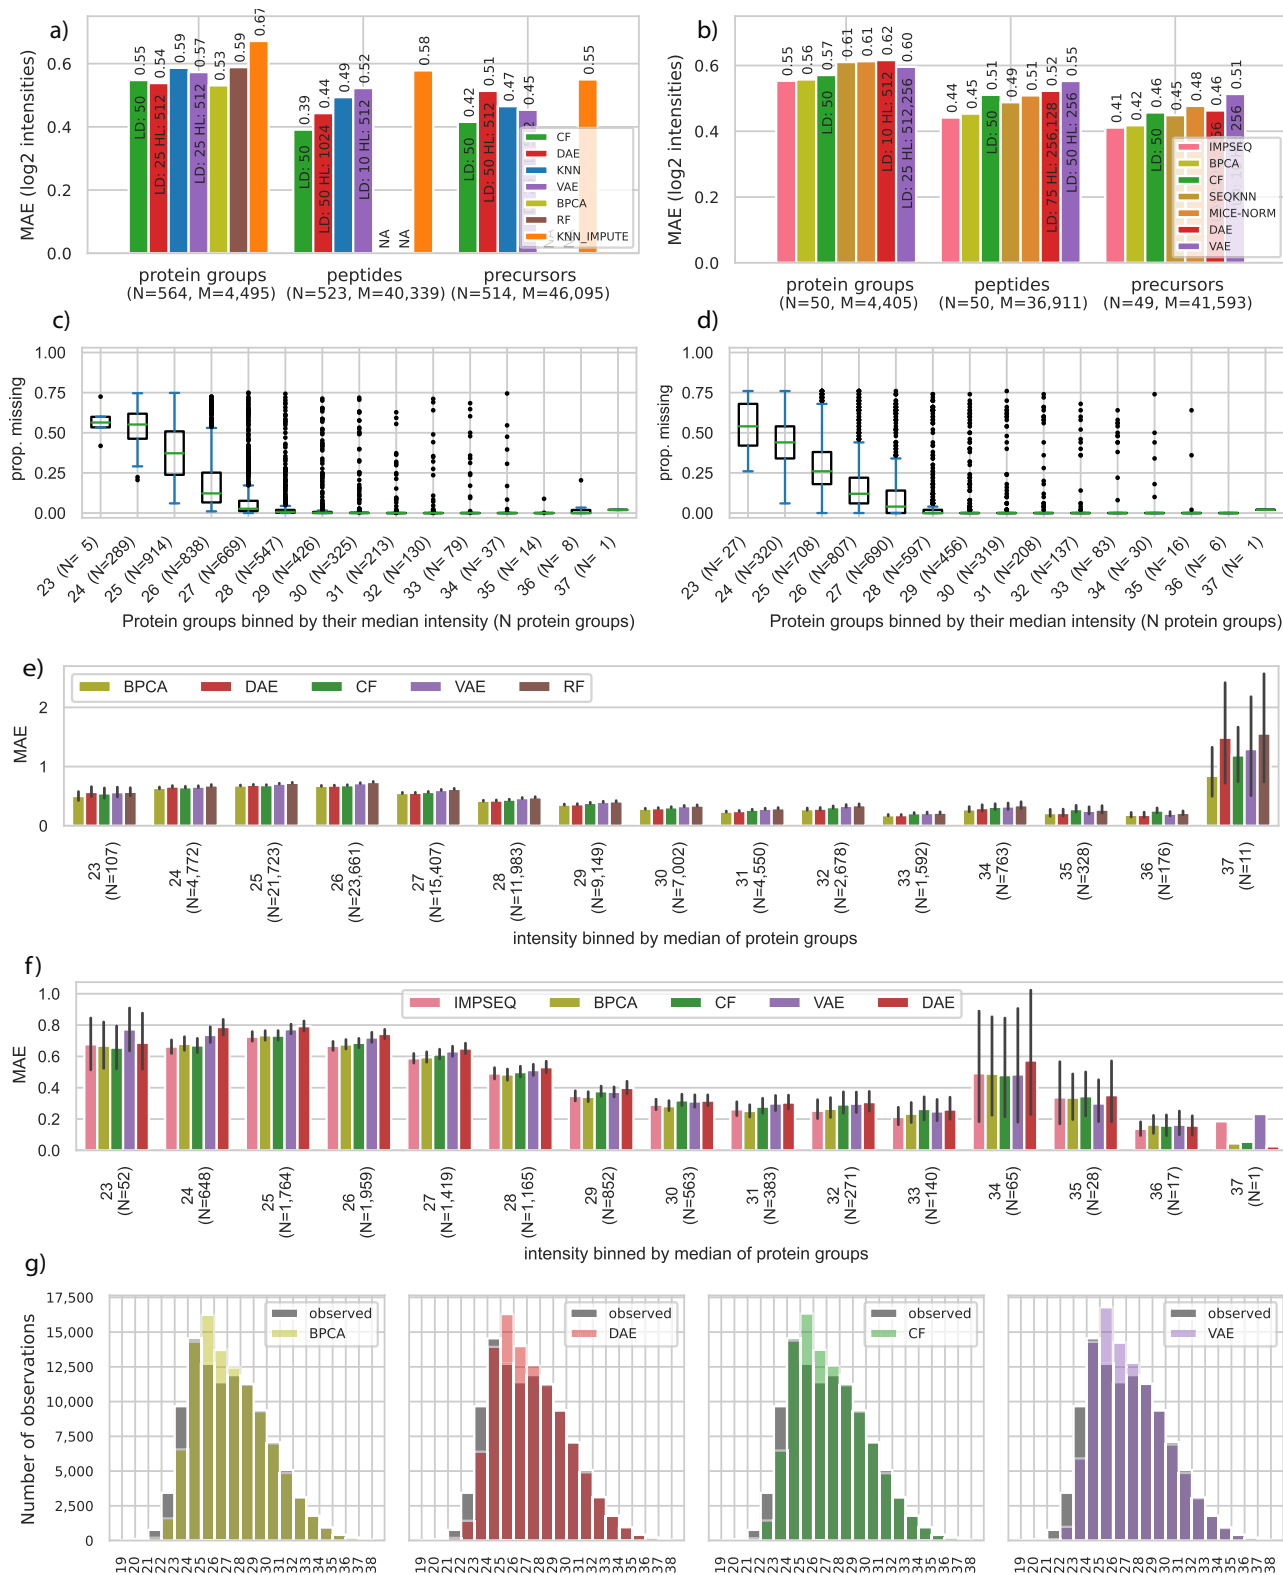 a)
MAE (log2 intensities)
0.6
0.4
0.2
0.0
0.55
0.54
0.59
0.57
0.53
0.59
0.67
0.39
0.44
0.49
0.52
NA
NA
0.58
0.42
0.51
0.47
0.45
0.55
LD: 50
LD: 25 HL: 512
LD: 25 HL: 512
LD: 50
LD: 50 HL: 1024
LD: 10 HL: 512
LD: 50
LD: 50 HL: 512
CF
DAE
KNN
VAE
BPCA
RF
KNN_IMPUTE
protein groups
(N=564, M=4,495)
peptides
(N=523, M=40,339)
precursors
(N=514, M=46,095)
b)
MAE (log2 intensities)
0.6
0.4
0.2
0.0
0.55
0.56
0.57
0.61
0.61
0.62
0.60
0.44
0.45
0.51
0.49
0.51
0.52
0.55
0.41
0.42
0.46
0.45
0.48
0.46
0.51
LD: 50
LD: 10 HL: 512
LD: 25 HL: 512,256
LD: 50
LD: 75 HL: 256,128
LD: 50 HL: 256
LD: 50
256
IMPSEQ
BPCA
CF
SEQKNN
MICE-NORM
DAE
VAE
protein groups
(N=50, M=4,405)
peptides
(N=50, M=36,911)
precursors
(N=49, M=41,593)
c)
prop. missing
1.00
0.75
0.50
0.25
0.00
23 (N= 5)
24 (N=289)
25 (N=914)
26 (N=838)
27 (N=669)
28 (N=547)
29 (N=426)
30 (N=325)
31 (N=213)
32 (N=130)
33 (N= 79)
34 (N= 37)
35 (N= 14)
36 (N= 8)
37 (N= 1)
Protein groups binned by their median intensity (N protein groups)
d)
prop. missing
1.00
0.75
0.50
0.25
0.00
23 (N= 27)
24 (N=320)
25 (N=708)
26 (N=807)
27 (N=690)
28 (N=597)
29 (N=456)
30 (N=319)
31 (N=208)
32 (N=137)
33 (N= 83)
34 (N= 30)
35 (N= 16)
36 (N= 6)
37 (N= 1)
Protein groups binned by their median intensity (N protein groups)
e)
BPCA DAE CF VAE RF
MAE
2
1
0
23
(N=107)
24
(N=4,772)
25
(N=21,723)
26
(N=23,661)
27
(N=15,407)
28
(N=11,983)
29
(N=9,149)
30
(N=7,002)
31
(N=4,550)
32
(N=2,678)
33
(N=1,592)
34
(N=763)
35
(N=328)
36
(N=176)
37
(N=11)
intensity binned by median of protein groups
f)
IMPSEQ BPCA CF VAE DAE
MAE
1.0
0.8
0.6
0.4
0.2
0.0
23
(N=52)
24
(N=648)
25
(N=1,764)
26
(N=1,959)
27
(N=1,419)
28
(N=1,165)
29
(N=852)
30
(N=563)
31
(N=383)
32
(N=271)
33
(N=140)
34
(N=65)
35
(N=28)
36
(N=17)
37
(N=1)
intensity binned by median of protein groups
g)
Number of observations
17,500
15,000
12,500
10,000
7,500
5,000
2,500
0
observed
BPCA
19 20 21 22 23 24 25 26 27 28 29 30 31 32 33 34 35 36 37 38
observed
DAE
19 20 21 22 23 24 25 26 27 28 29 30 31 32 33 34 35 36 37 38
observed
CF
19 20 21 22 23 24 25 26 27 28 29 30 31 32 33 34 35 36 37 38
observed
VAE
19 20 21 22 23 24 25 26 27 28 29 30 31 32 33 34 35 36 37 38